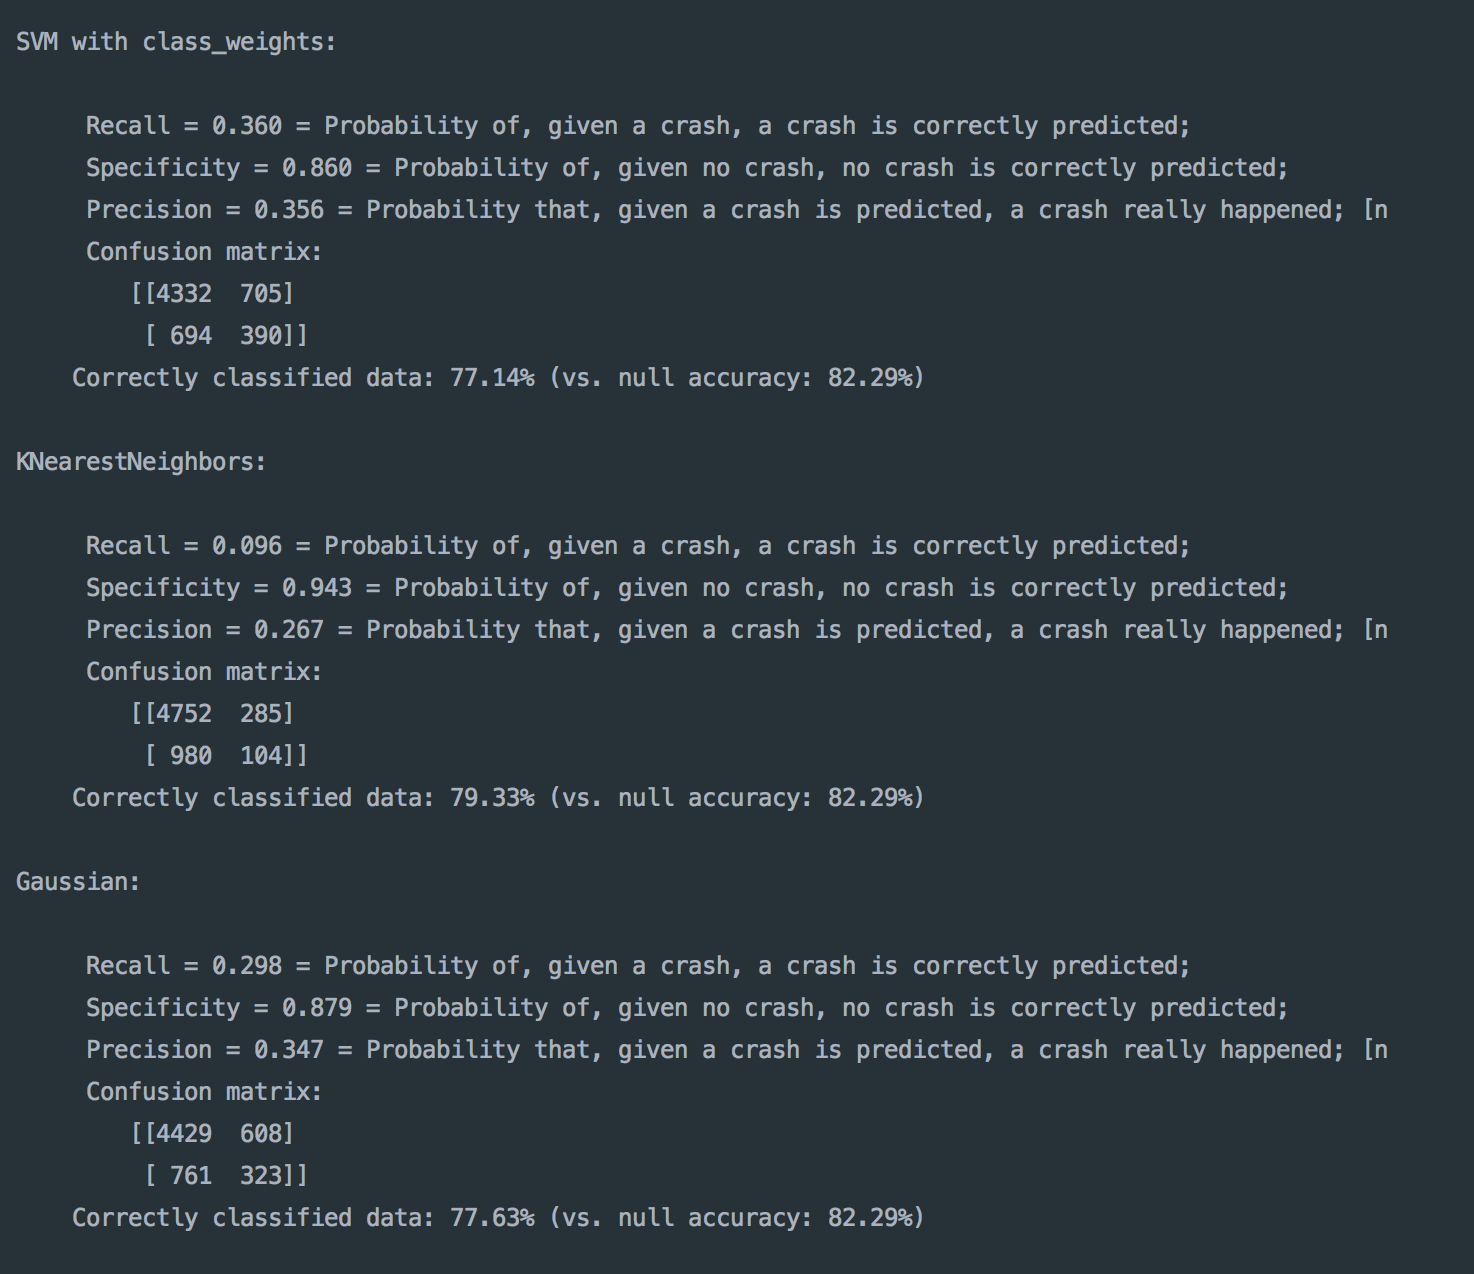 SVM with class_weights:
Recall = 0.360 = Probability of, given a crash, a crash is correctly predicted;
Specificity = 0.860 = Probability of, given no crash, no crash is correctly predicted;
Precision = 0.356 = Probability that, given a crash is predicted, a crash really happened; [n
Confusion matrix:
[[4332  705]
[ 694  390]]
Correctly classified data: 77.14% (vs. null accuracy: 82.29%)
KNearestNeighbors:
Recall = 0.096 = Probability of, given a crash, a crash is correctly predicted;
Specificity = 0.943 = Probability of, given no crash, no crash is correctly predicted;
Precision = 0.267 = Probability that, given a crash is predicted, a crash really happened; [n
Confusion matrix:
[[4752  285]
[ 980  104]]
Correctly classified data: 79.33% (vs. null accuracy: 82.29%)
Gaussian:
Recall = 0.298 = Probability of, given a crash, a crash is correctly predicted;
Specificity = 0.879 = Probability of, given no crash, no crash is correctly predicted;
Precision = 0.347 = Probability that, given a crash is predicted, a crash really happened; [n
Confusion matrix:
[[4429  608]
[ 761  323]]
Correctly classified data: 77.63% (vs. null accuracy: 82.29%)